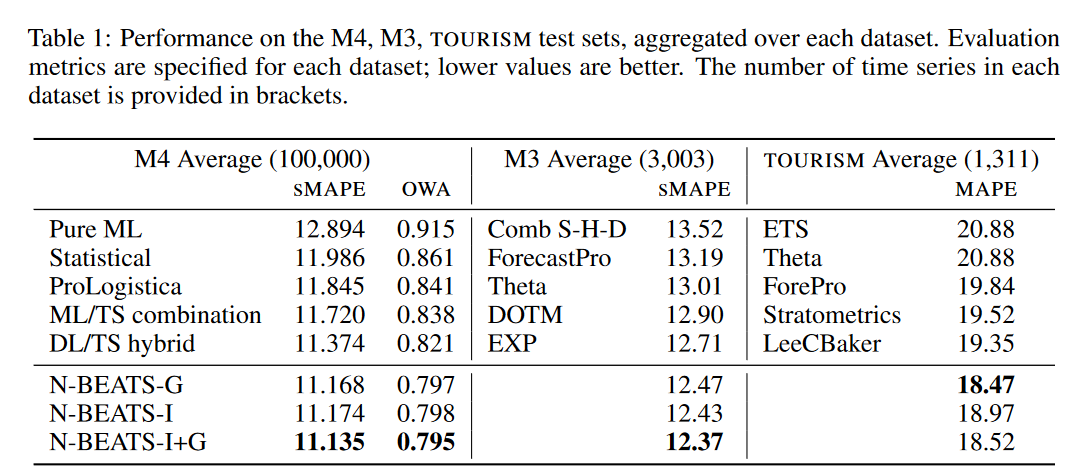 Table 1: Performance on the M4, M3, TOURISM test sets, aggregated over each dataset. Evaluation
metrics are specified for each dataset; lower values are better. The number of time series in each
dataset is provided in brackets.
M4 Average (100,000) M3 Average (3,003) TOURISM Average (1,311)
SMAPE OWA SMAPE MAPE
Pure ML 12.894 0.915 Comb S-H-D 13.52 ETS 20.88
Statistical 11.986 0.861 ForecastPro 13.19 Theta 20.88
ProLogistica 11.845 0.841 Theta 13.01 ForePro 19.84
ML/TS combination 11.720 0.838 DOTM 12.90 Stratometrics 19.52
DL/TS hybrid 11.374 0.821 EXP 12.71 LeeCBaker 19.35
N-BEATS-G 11.168 0.797 12.47 18.47
N-BEATS-I 11.174 0.798 12.43 18.97
N-BEATS-I+G 11.135 0.795 12.37 18.52